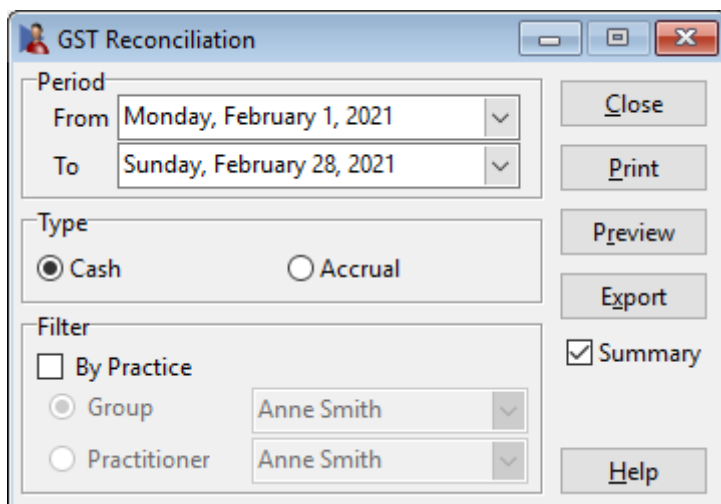 GST Reconciliation
Period
From Monday, February 1, 2021
To Sunday, February 28, 2021
Type
Cash Accrual
Filter
By Practice
Group Anne Smith
Practitioner Anne Smith
Close
Print
Preview
Export
Summary
Help